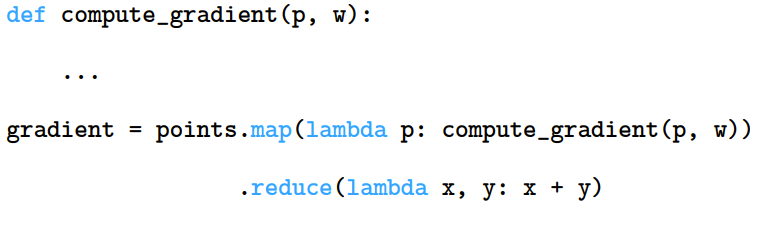 def compute_gradient(p, w):
...
gradient = points.map(lambda p: compute_gradient(p, w))
.reduce(lambda x, y: x + y)